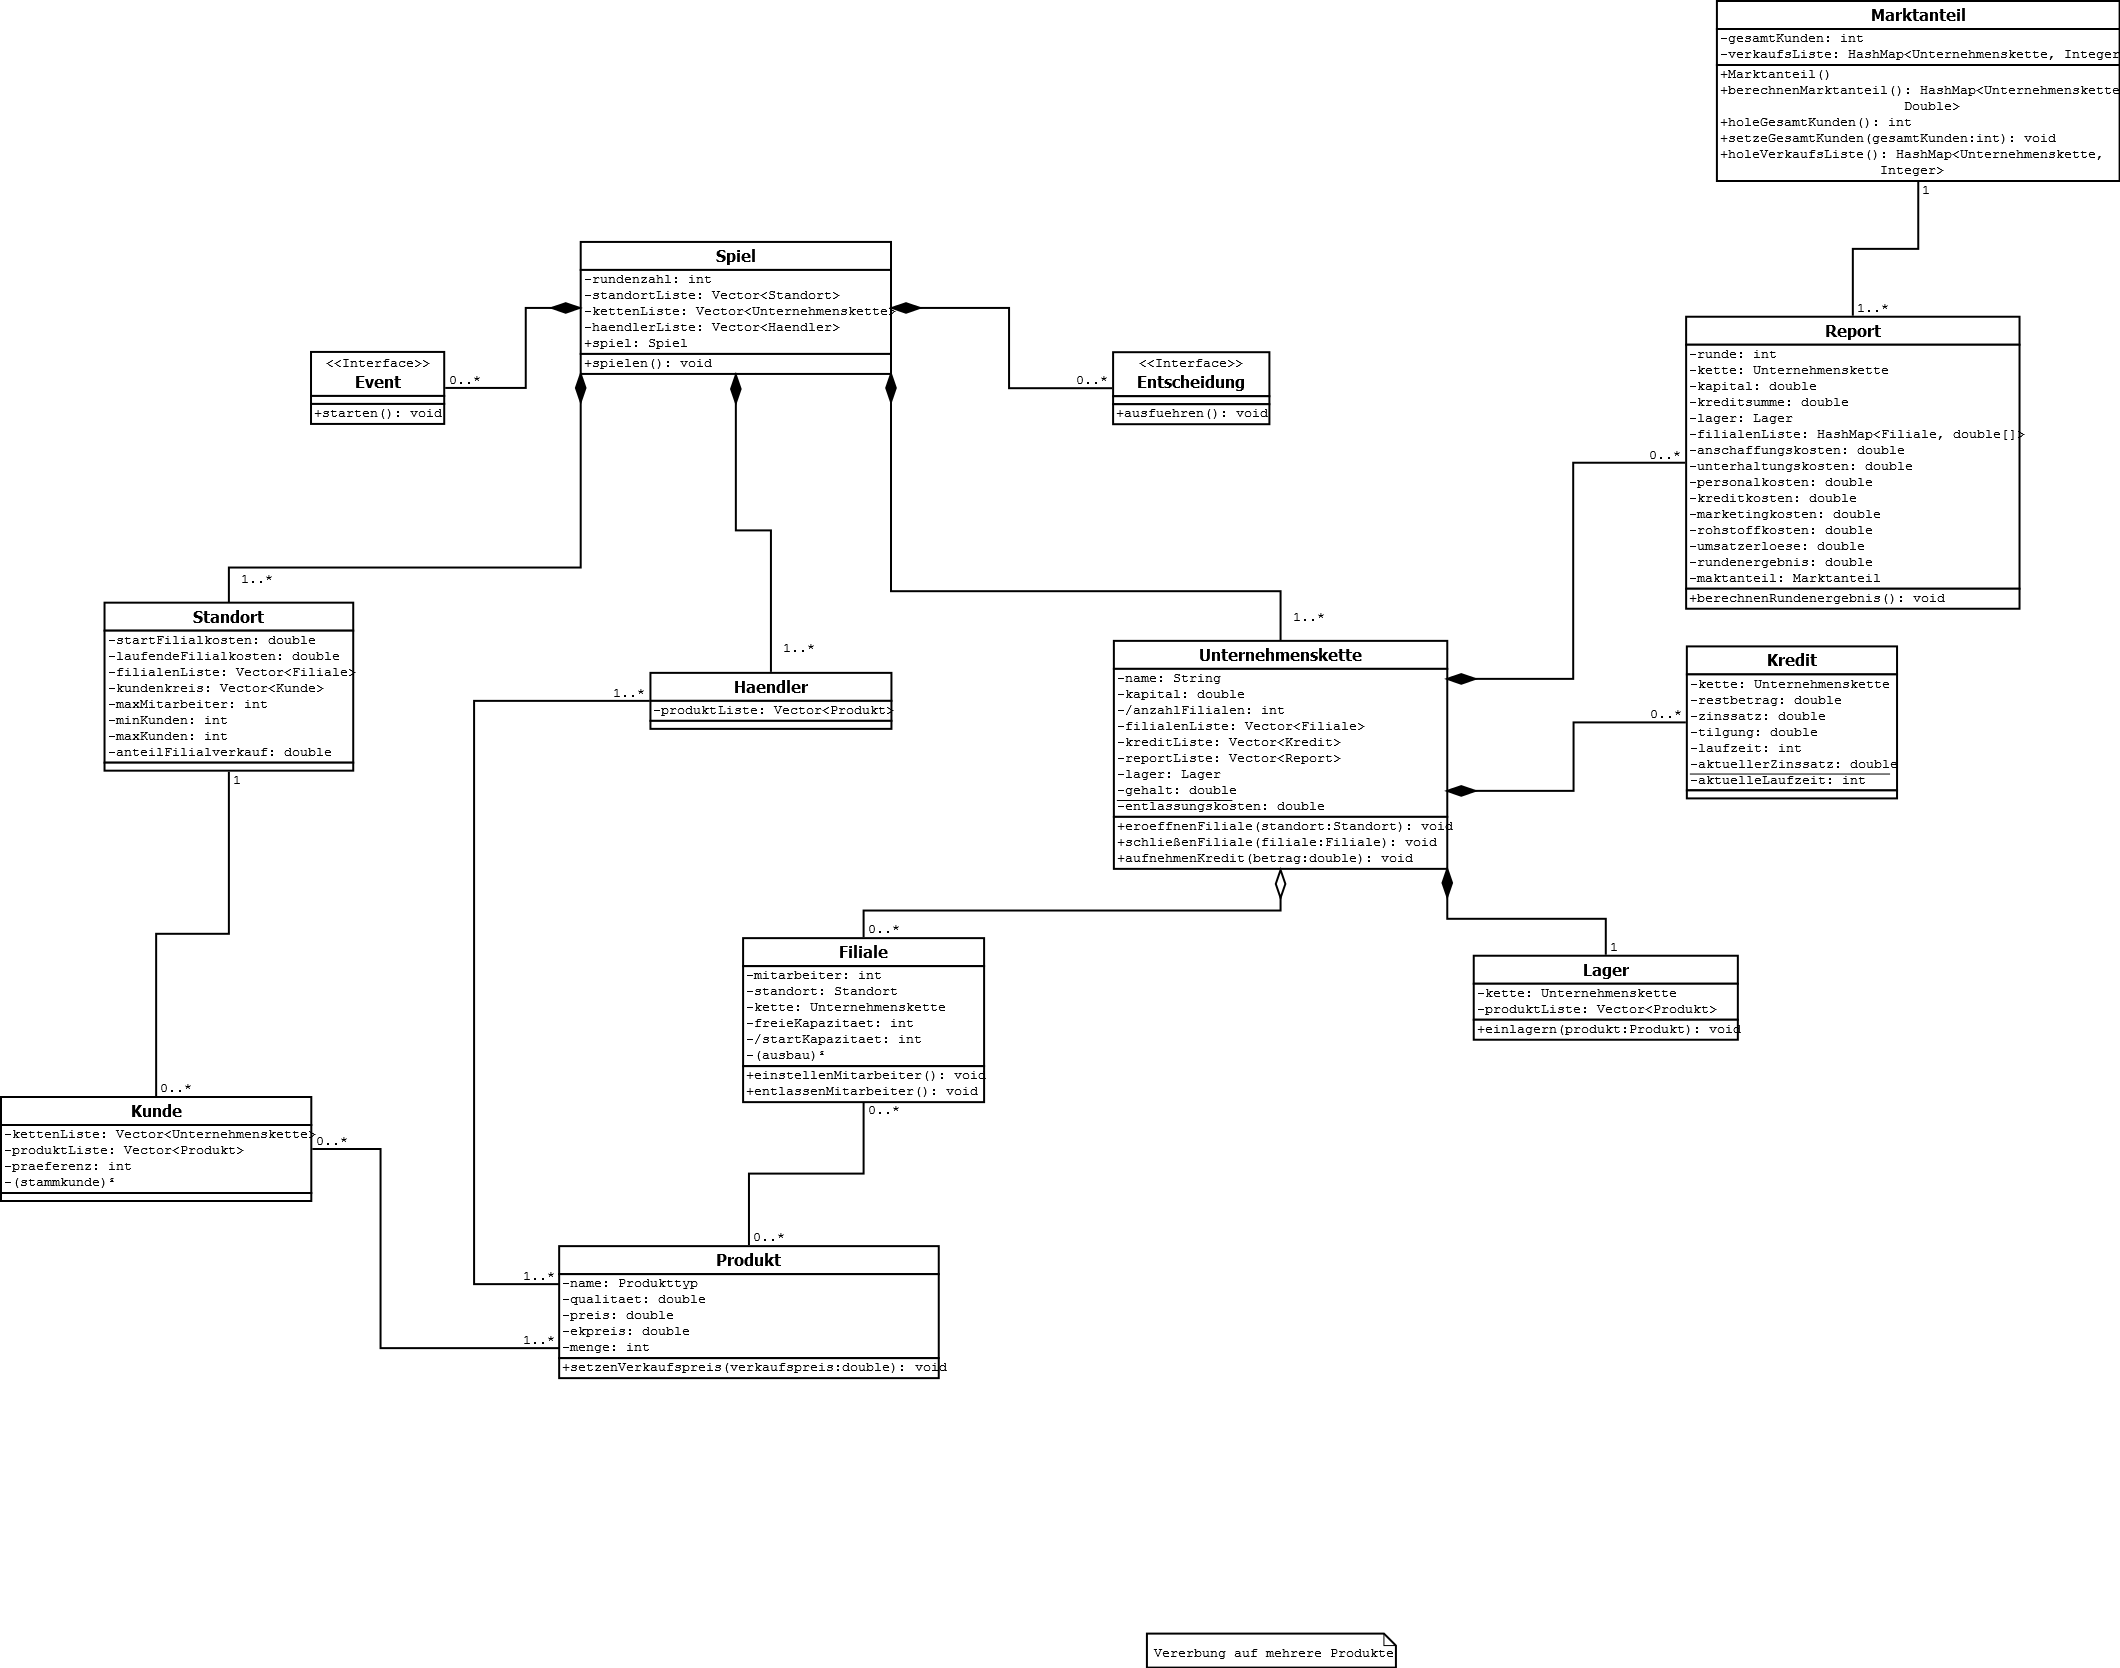 Marktanteil
-gesamtKunden: int
-verkaufsListe: HashMap<Unternehmenskette, Integer
+Marktanteil()
+berechnenMarktanteil(): HashMap<Unternehmenskette
Double>
+holeGesamtKunden(): int
+setzeGesamtKunden(gesamtKunden:int): void
+holeVerkaufsListe(): HashMap<Unternehmenskette,
Integer>
1
1..*
Spiel
-rundenzahl: int
-standortListe: Vector<Standort>
-kettenListe: Vector<Unternehmenskette>
-haendlerListe: Vector<Haendler>
+spiel: Spiel
+spielen(): void
<<Interface>>
Event
+starten(): void
0..*
<<Interface>>
Entscheidung
+ausfuehren(): void
0..*
Report
-runde: int
-kette: Unternehmenskette
-kapital: double
-kreditsumme: double
-lager: Lager
-filialenListe: HashMap<Filiale, double[]>
-anschaffungskosten: double
-unterhaltungskosten: double
-personalkosten: double
-kreditkosten: double
-marketingkosten: double
-rohstoffkosten: double
-umsatzerloese: double
-rundenergebnis: double
-maktanteil: Marktanteil
+berechnenRundenergebnis(): void
0..*
1..*
Standort
-startFilialkosten: double
-laufendeFilialkosten: double
-filialenListe: Vector<Filiale>
-kundenkreis: Vector<Kunde>
-maxMitarbeiter: int
-minKunden: int
-maxKunden: int
-anteilFilialverkauf: double
1
1..*
Haendler
-produktListe: Vector<Produkt>
1..*
1..*
Unternehmenskette
-name: String
-kapital: double
-/anzahlFilialen: int
-filialenListe: Vector<Filiale>
-kreditListe: Vector<Kredit>
-reportListe: Vector<Report>
-lager: Lager
-gehalt: double
-entlassungskosten: double
+eroeffnenFiliale(standort:Standort): void
+schließenFiliale(filiale:Filiale): void
+aufnehmenKredit(betrag:double): void
Kredit
-kette: Unternehmenskette
-restbetrag: double
-zinssatz: double
-tilgung: double
-laufzeit: int
-aktuellerZinssatz: double
-aktuelleLaufzeit: int
0..*
0..*
Filiale
-mitarbeiter: int
-standort: Standort
-kette: Unternehmenskette
-freieKapazitaet: int
-/startKapazitaet: int
-(ausbau)²
+einstellenMitarbeiter(): void
+entlassenMitarbeiter(): void
0..*
1
Lager
-kette: Unternehmenskette
-produktListe: Vector<Produkt>
+einlagern(produkt:Produkt): void
0..*
Kunde
-kettenListe: Vector<Unternehmenskette>
-produktListe: Vector<Produkt>
-praeferenz: int
-(stammkunde)²
0..*
0..*
Produkt
-name: Produkttyp
-qualitaet: double
-preis: double
-ekpreis: double
-menge: int
+setzenVerkaufspreis(verkaufspreis:double): void
1..*
1..*
Vererbung auf mehrere Produkte